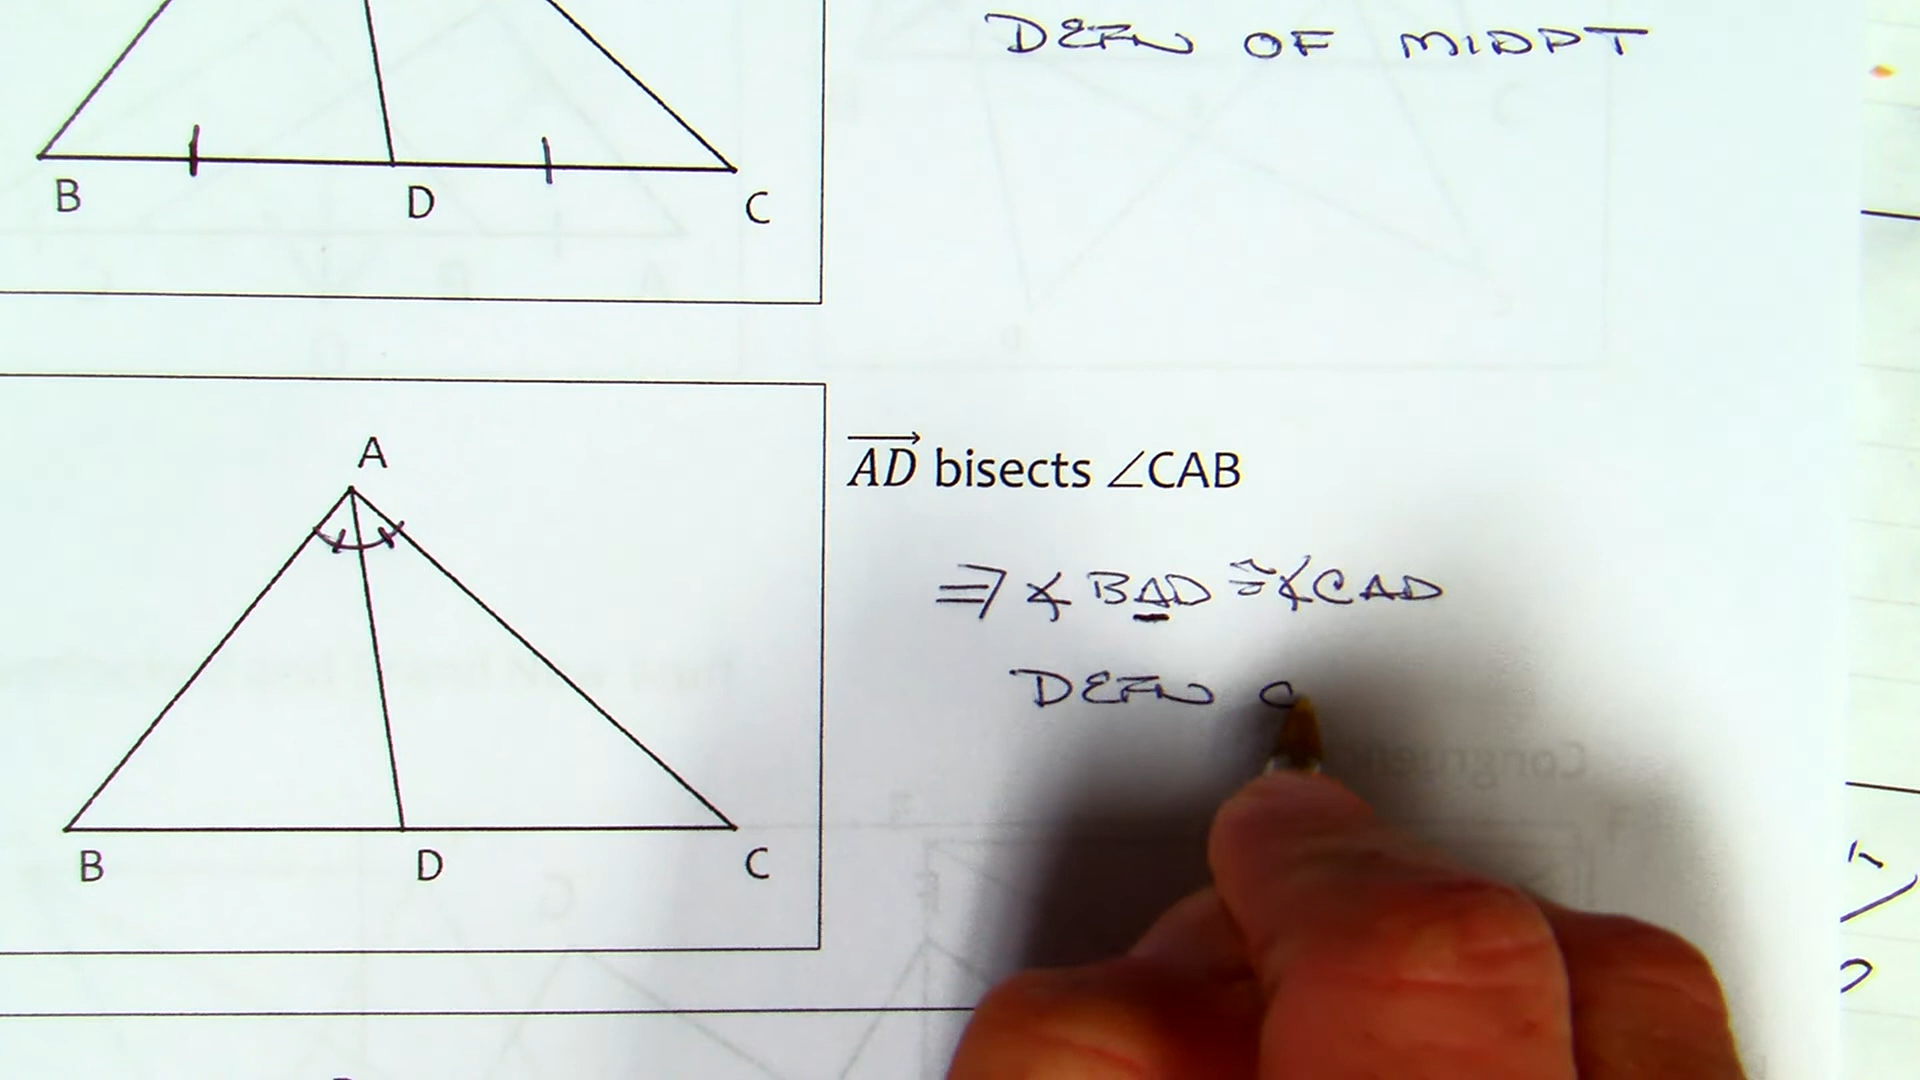 DEFN OF MIDPT
B D C
A
AD bisects ∠CAB
⇒ ∡ BAD ≅ ∡ CAD
DEFN O
B D C